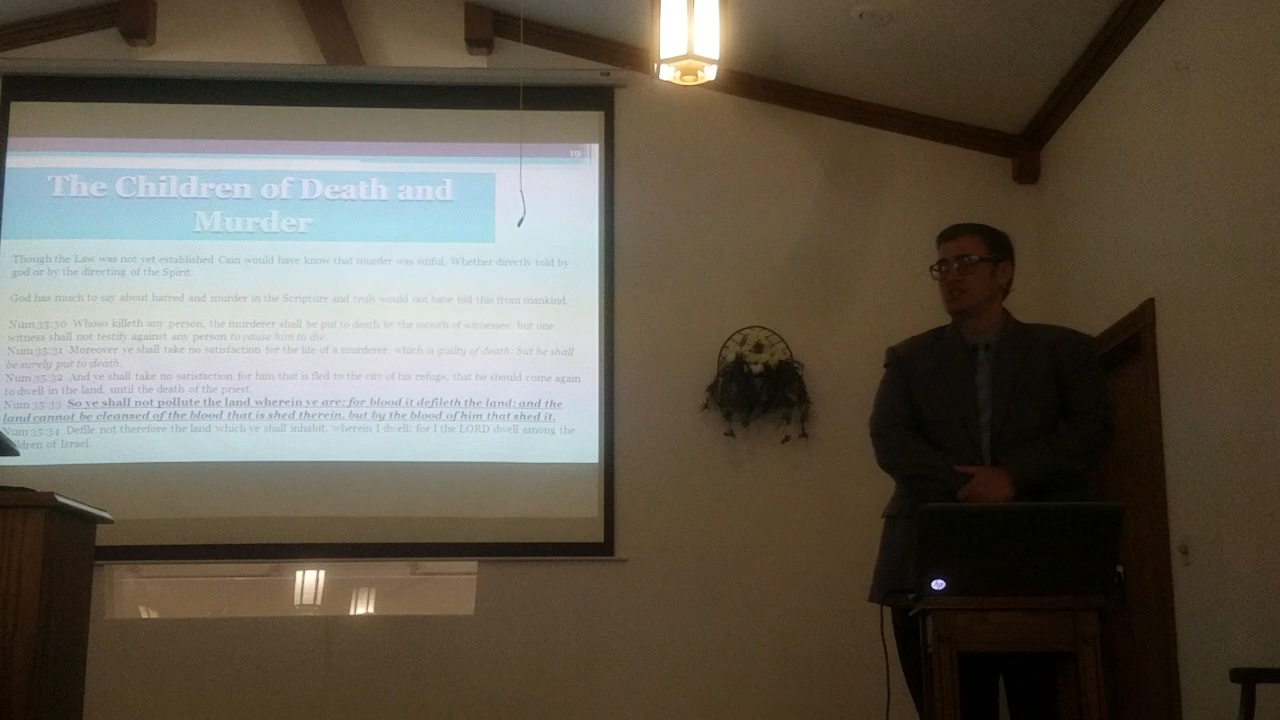 19
The Children of Death and
Murder
Though the Law was not yet established Cain would have know that murder was sinful. Whether directly told by
god or by the directing of the Spirit.
God has much to say about hatred and murder in the Scripture and truly would not have hid this from mankind.
Num 35:30 Whoso killeth any person, the murderer shall be put to death by the mouth of witnesses: but one
witness shall not testify against any person to cause him to die.
Num 35:31 Moreover ye shall take no satisfaction for the life of a murderer, which is guilty of death: but he shall
be surely put to death.
Num 35:32 And ye shall take no satisfaction for him that is fled to the city of his refuge, that he should come again
to dwell in the land, until the death of the priest.
Num 35:33 So ye shall not pollute the land wherein ye are: for blood it defileth the land: and the
land cannot be cleansed of the blood that is shed therein, but by the blood of him that shed it.
Num 35:34 Defile not therefore the land which ye shall inhabit, wherein I dwell: for I the LORD dwell among the
ildren of Israel.
hp